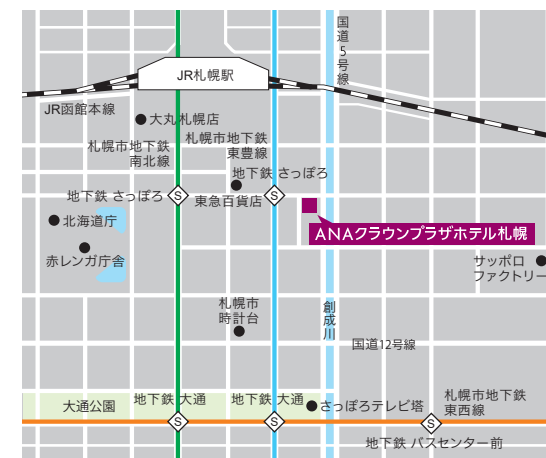 国道5号線
JR札幌駅
JR函館本線
大丸札幌店
札幌市地下鉄
南北線
札幌市地下鉄
東豊線
地下鉄 さっぽろ
地下鉄 さっぽろ
東急百貨店
北海道庁
ANAクラウンプラザホテル札幌
赤レンガ庁舎
サッポロ
ファクトリー
札幌市
時計台
創成川
国道12号線
大通公園
地下鉄 大通
地下鉄 大通
さっぽろテレビ塔
札幌市地下鉄
東西線
地下鉄 バスセンター前
S
S
S
S
S